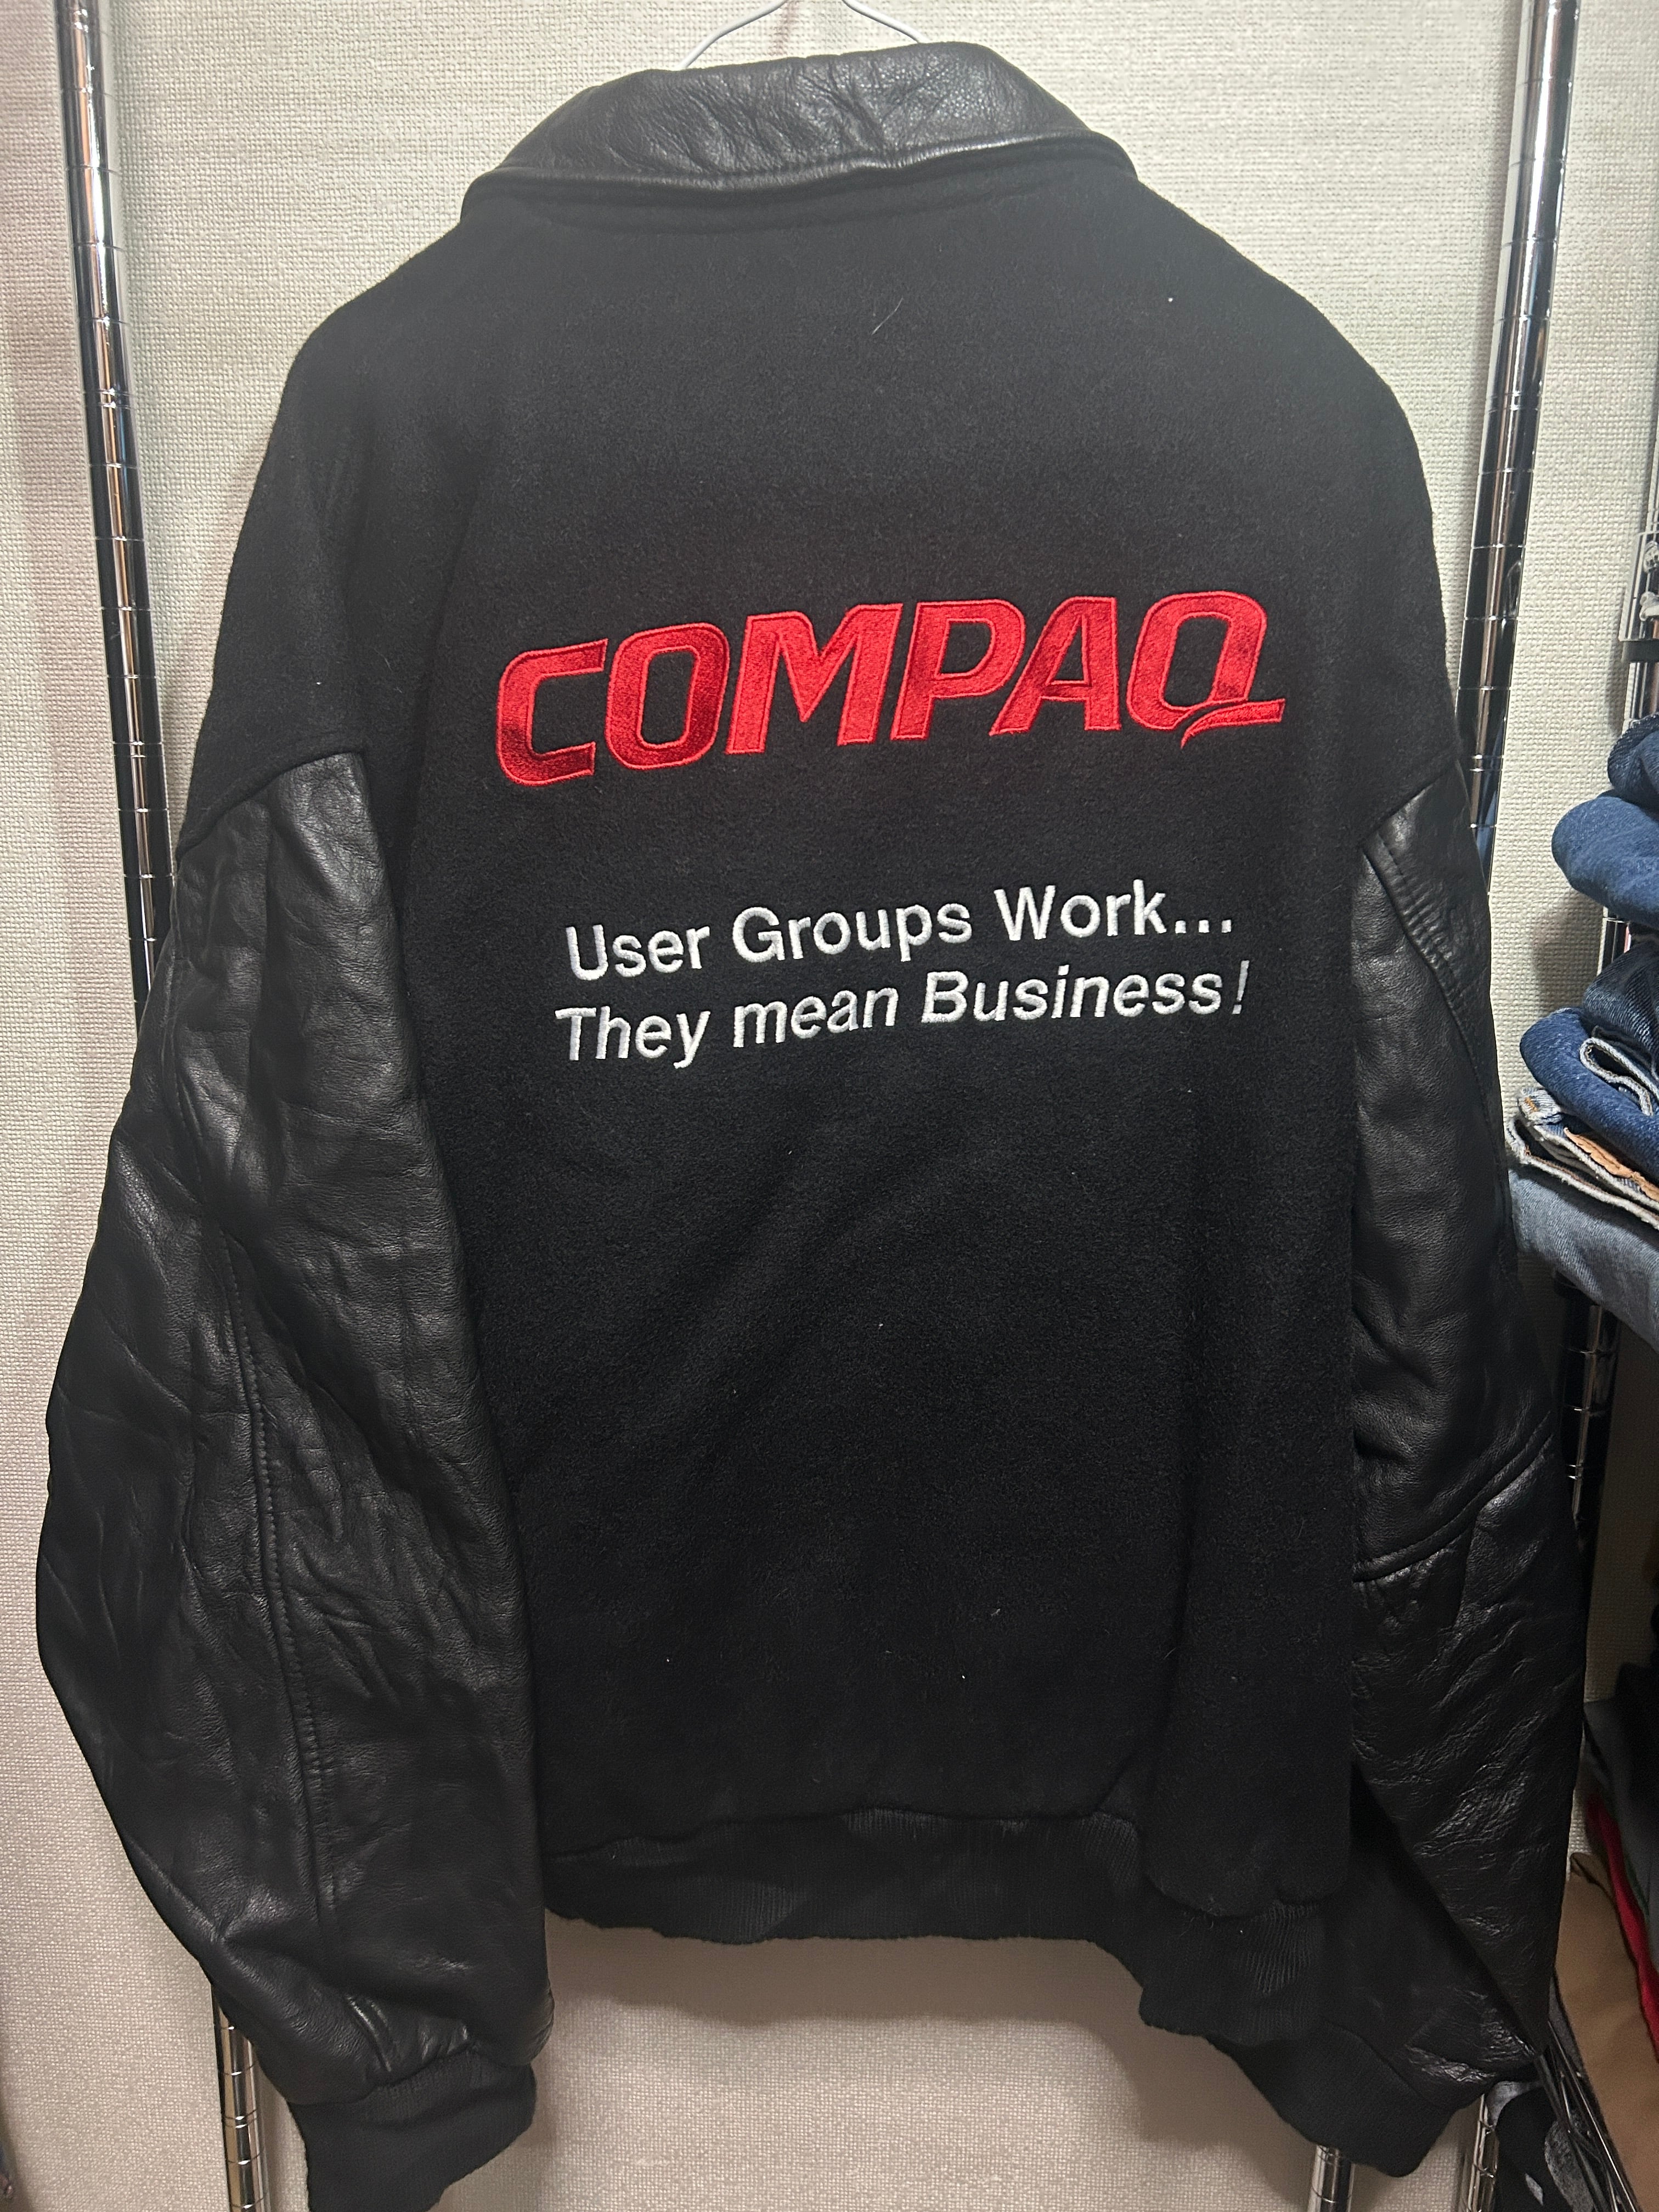 COMPAQ
User Groups Work...
They mean Business!